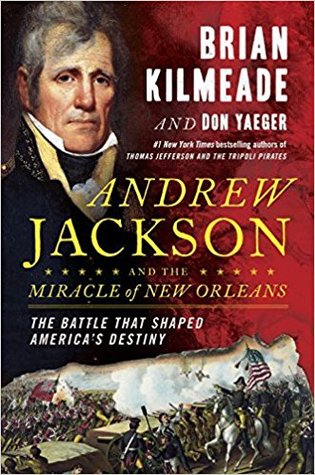 BRIAN
KILMEADE
AND DON YAEGER
#1 New York Times bestselling authors of
THOMAS JEFFERSON AND THE TRIPOLI PIRATES
ANDREW
JACKSON
AND THE
MIRACLE of NEW ORLEANS
THE BATTLE THAT SHAPED
AMERICA'S DESTINY